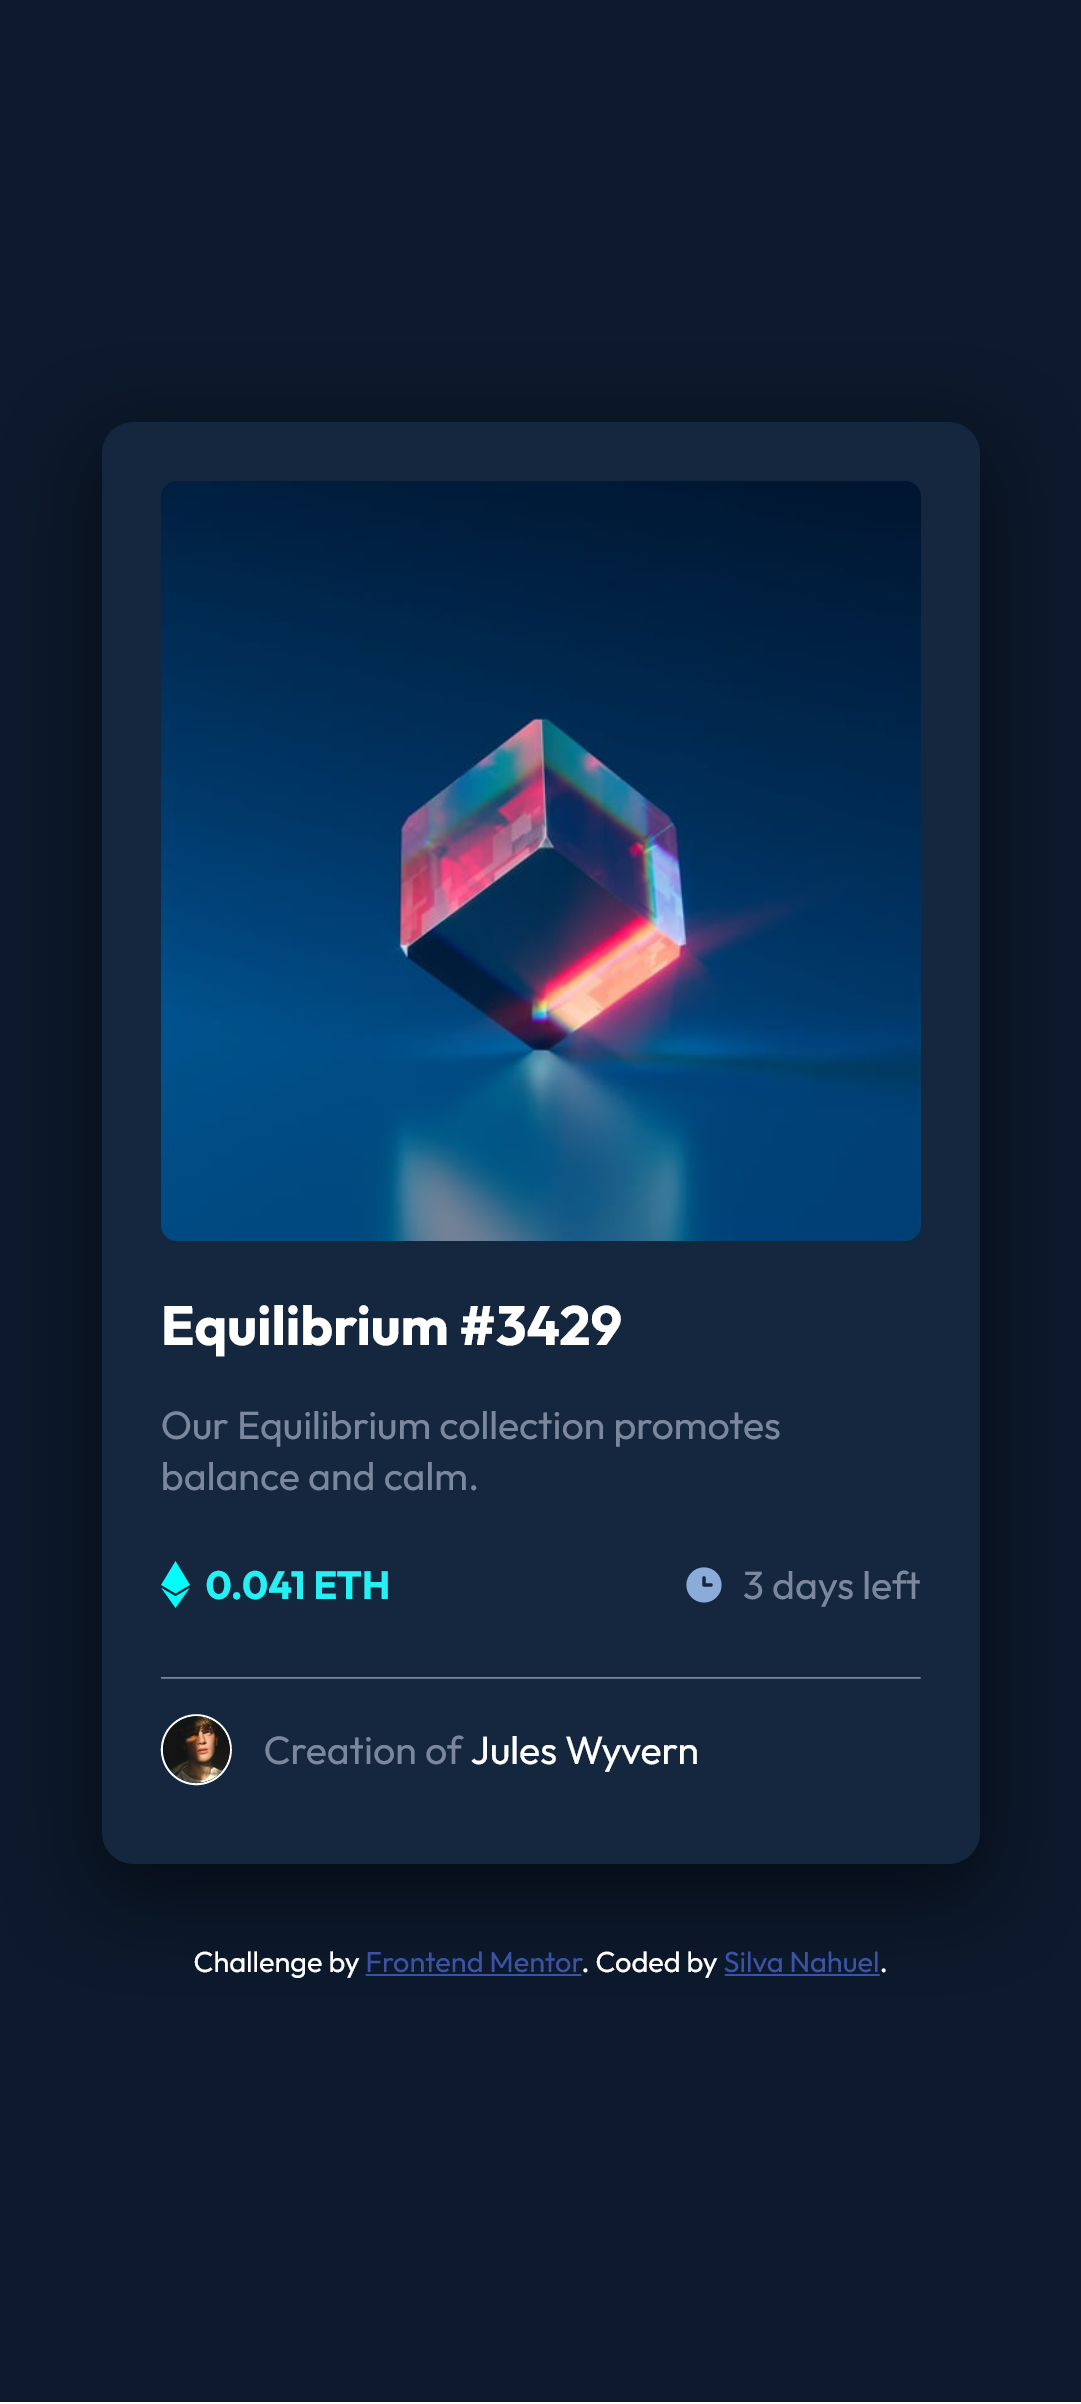 Equilibrium #3429
Our Equilibrium collection promotes
balance and calm.
0.041 ETH
3 days left
Creation of Jules Wyvern
Challenge by Frontend Mentor. Coded by Silva Nahuel.